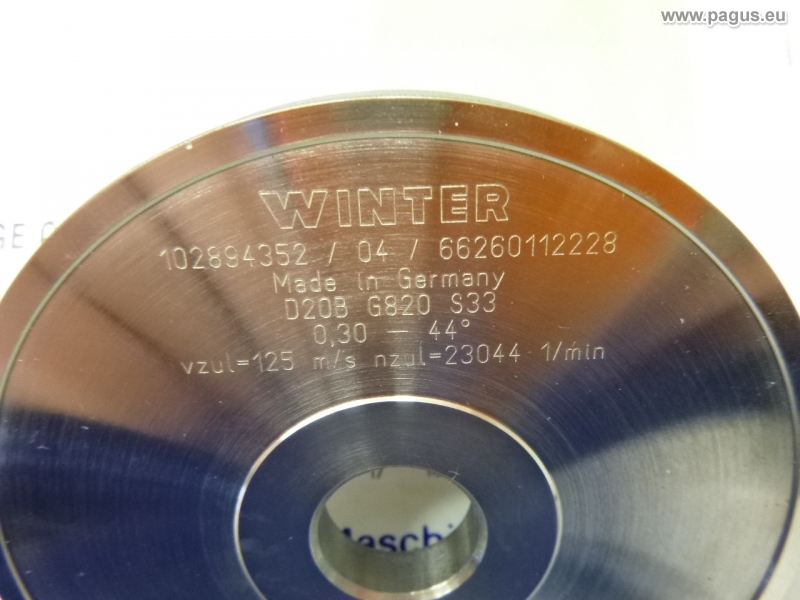 www.pagus.eu
WINTER
102894352 / 04 / 66260112228
Made in Germany
D20B G820 S33
0,30 — 44°
vzul=125 m/s nzul=23044 1/min